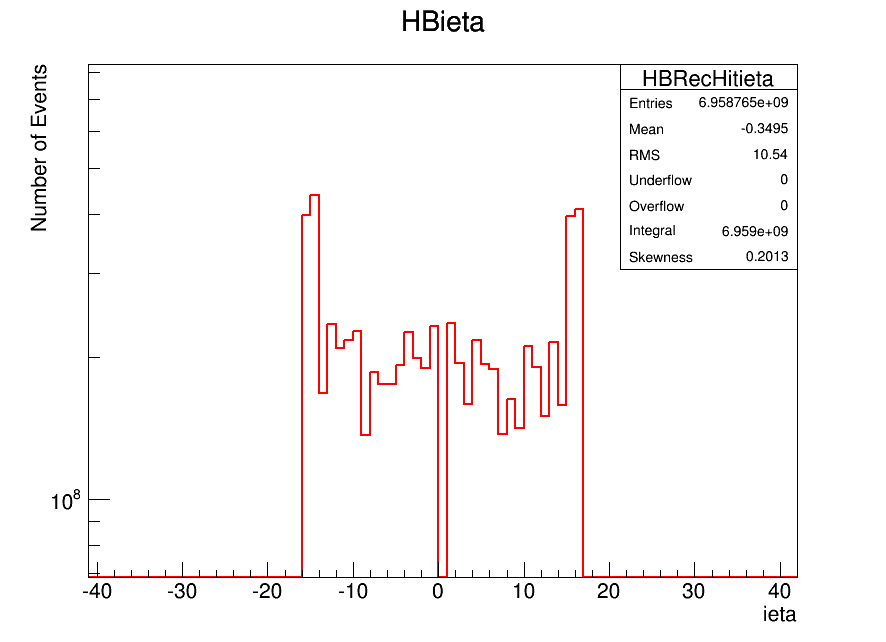 HBieta
Number of Events
HBRecHitieta
Entries 6.958765e+09
Mean -0.3495
RMS 10.54
Underflow 0
Overflow 0
Integral 6.959e+09
Skewness 0.2013
10^8
-40 -30 -20 -10 0 10 20 30 40
ieta